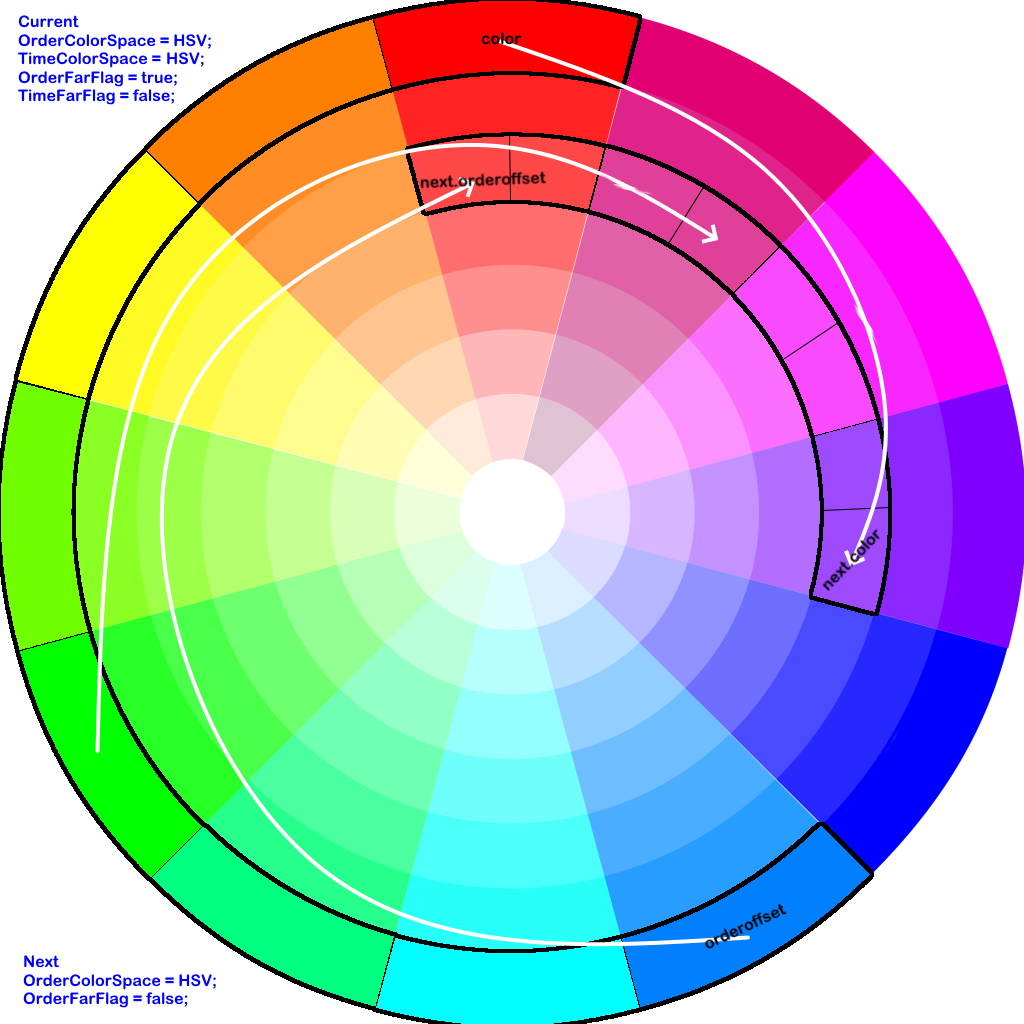 Current
OrderColorSpace = HSV;
TimeColorSpace = HSV;
OrderFarFlag = true;
TimeFarFlag = false;
color
next.orderoffset
next.color
orderoffset
Next
OrderColorSpace = HSV;
OrderFarFlag = false;